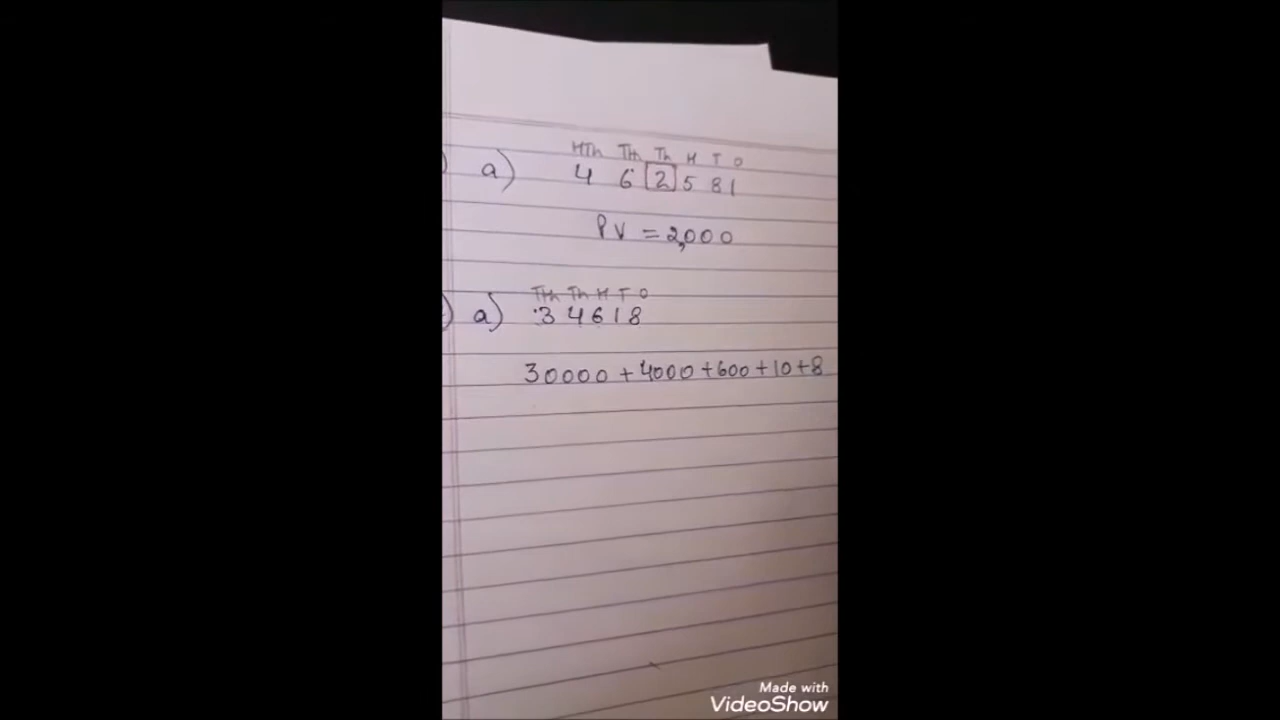 HTh TTh Th H T O
a) 4 6 2 5 8 1
PV = 2,000
TTh Th H T O
a) 3 4 6 1 8
30000 + 4000 + 600 + 10 + 8
Made with
VideoShow